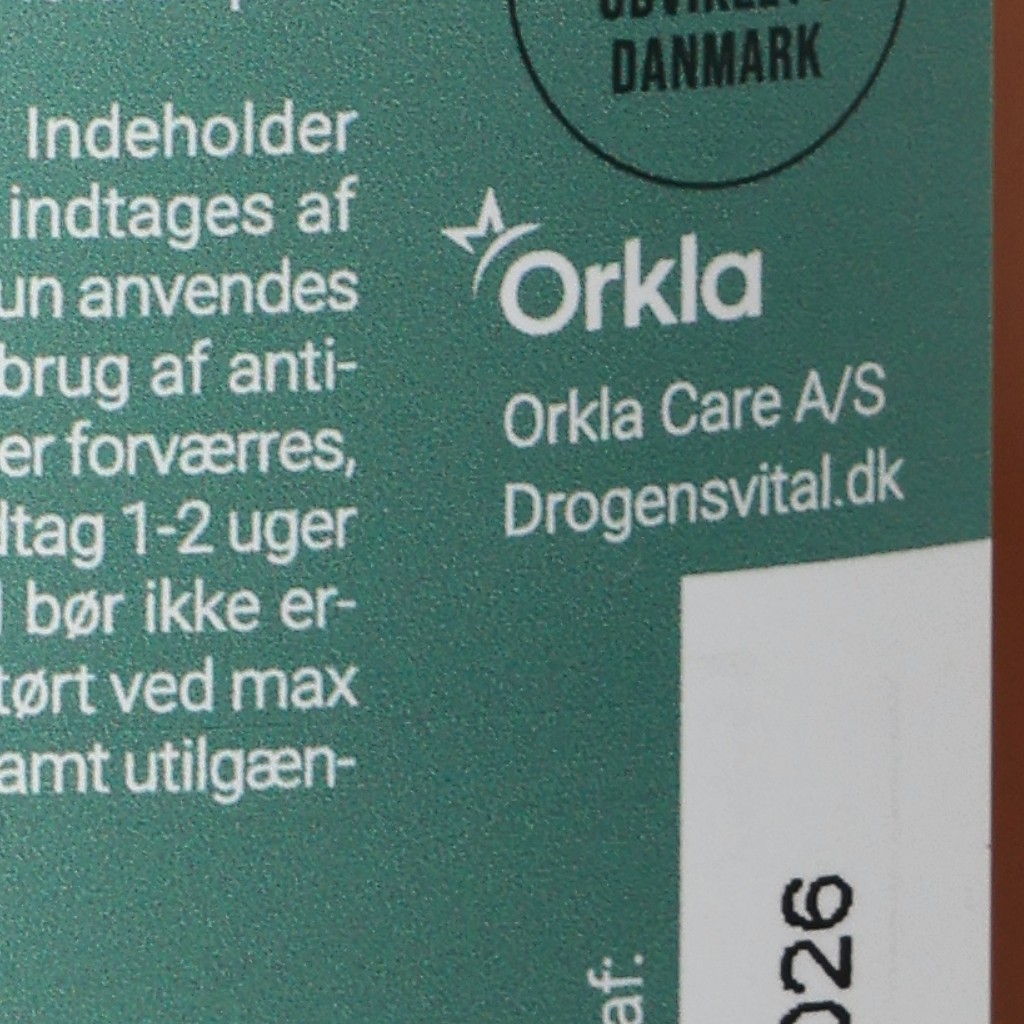 Indeholder
indtages af
un anvendes
brug af anti-
er forværres,
ltag 1-2 uger
bør ikke er-
tørt ved max
amt utilgæn-
DANMARK
Orkla
Orkla Care A/S
Drogensvital.dk
af:
026